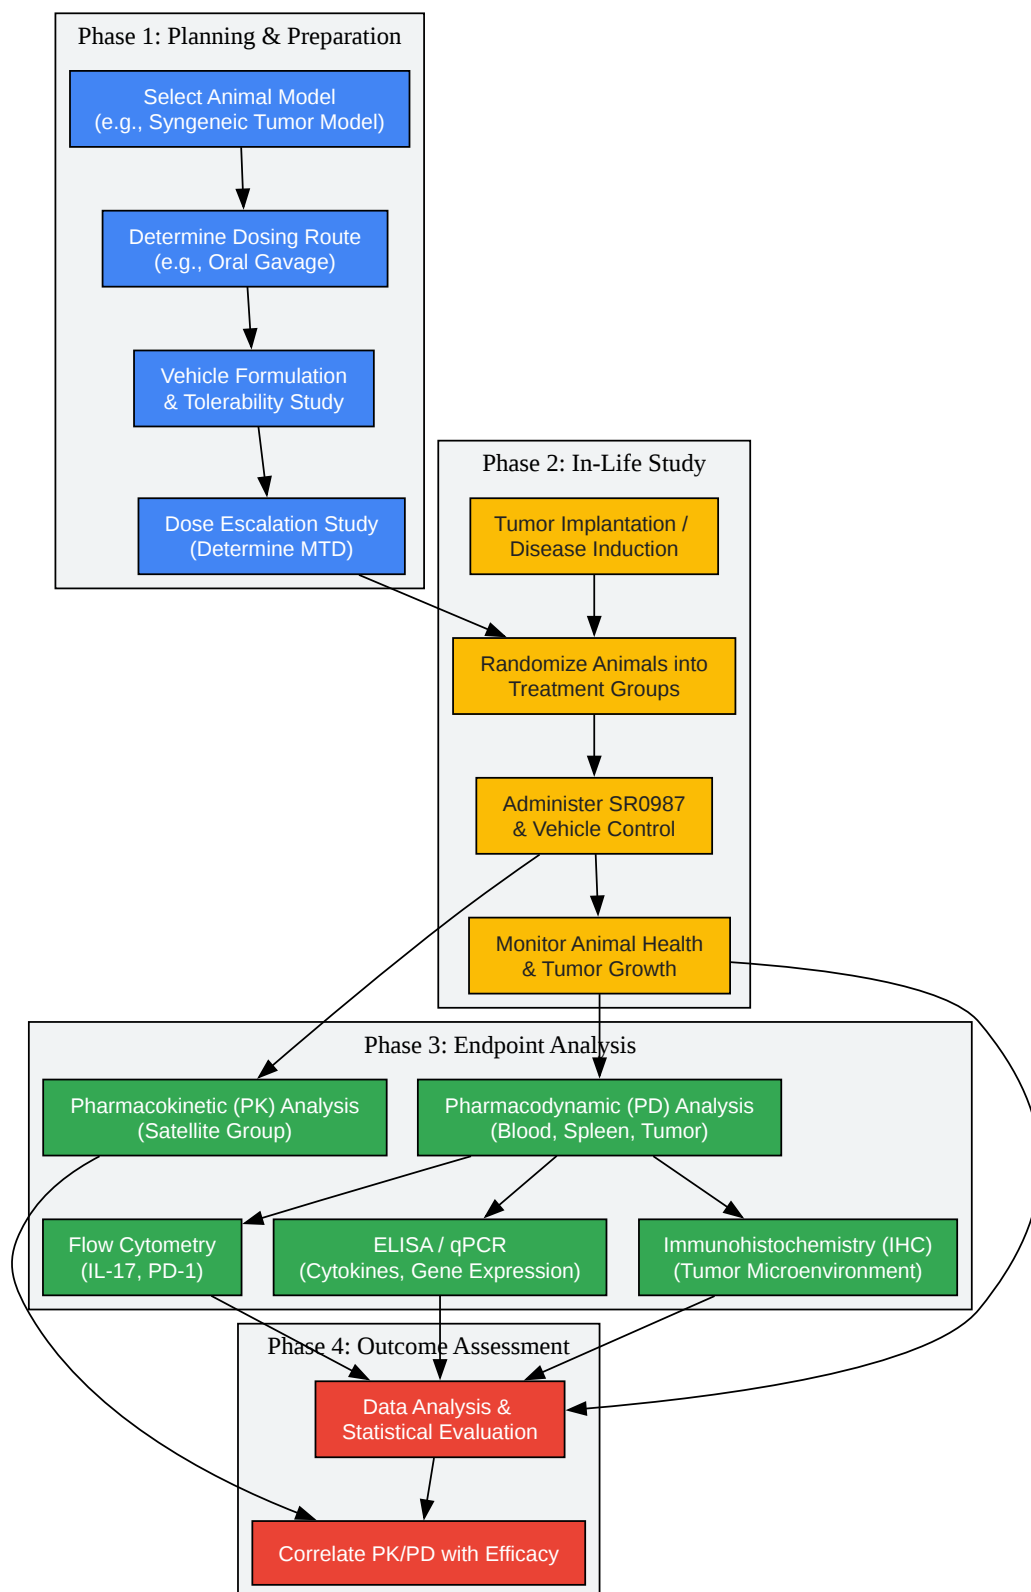 Phase 1: Planning & Preparation
Select Animal Model
(e.g., Syngeneic Tumor Model)
Determine Dosing Route
(e.g., Oral Gavage)
Vehicle Formulation
& Tolerability Study
Dose Escalation Study
(Determine MTD)
Phase 2: In-Life Study
Tumor Implantation /
Disease Induction
Randomize Animals into
Treatment Groups
Administer SR0987
& Vehicle Control
Monitor Animal Health
& Tumor Growth
Phase 3: Endpoint Analysis
Pharmacokinetic (PK) Analysis
(Satellite Group)
Pharmacodynamic (PD) Analysis
(Blood, Spleen, Tumor)
Flow Cytometry
(IL-17, PD-1)
ELISA / qPCR
(Cytokines, Gene Expression)
Immunohistochemistry (IHC)
(Tumor Microenvironment)
Phase 4: Outcome Assessment
Data Analysis &
Statistical Evaluation
Correlate PK/PD with Efficacy